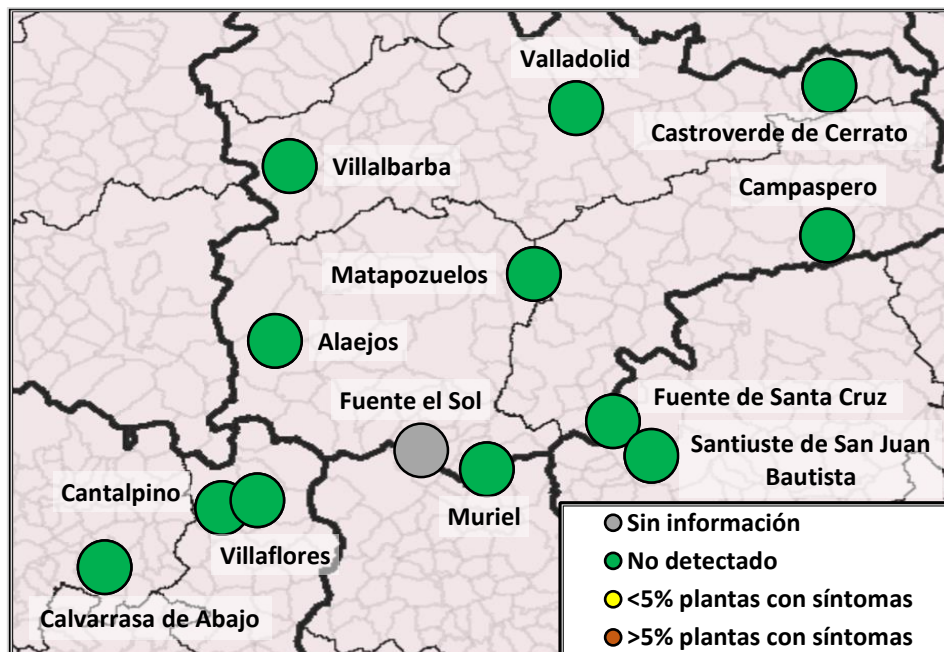 Valladolid
Castroverde de Cerrato
Villalbarba
Campaspero
Matapozuelos
Alaejos
Fuente el Sol
Fuente de Santa Cruz
Santiuste de San Juan
Bautista
Cantalpino
Muriel
Villaflores
Calvarrasa de Abajo
Sin información
No detectado
<5% plantas con síntomas
>5% plantas con síntomas